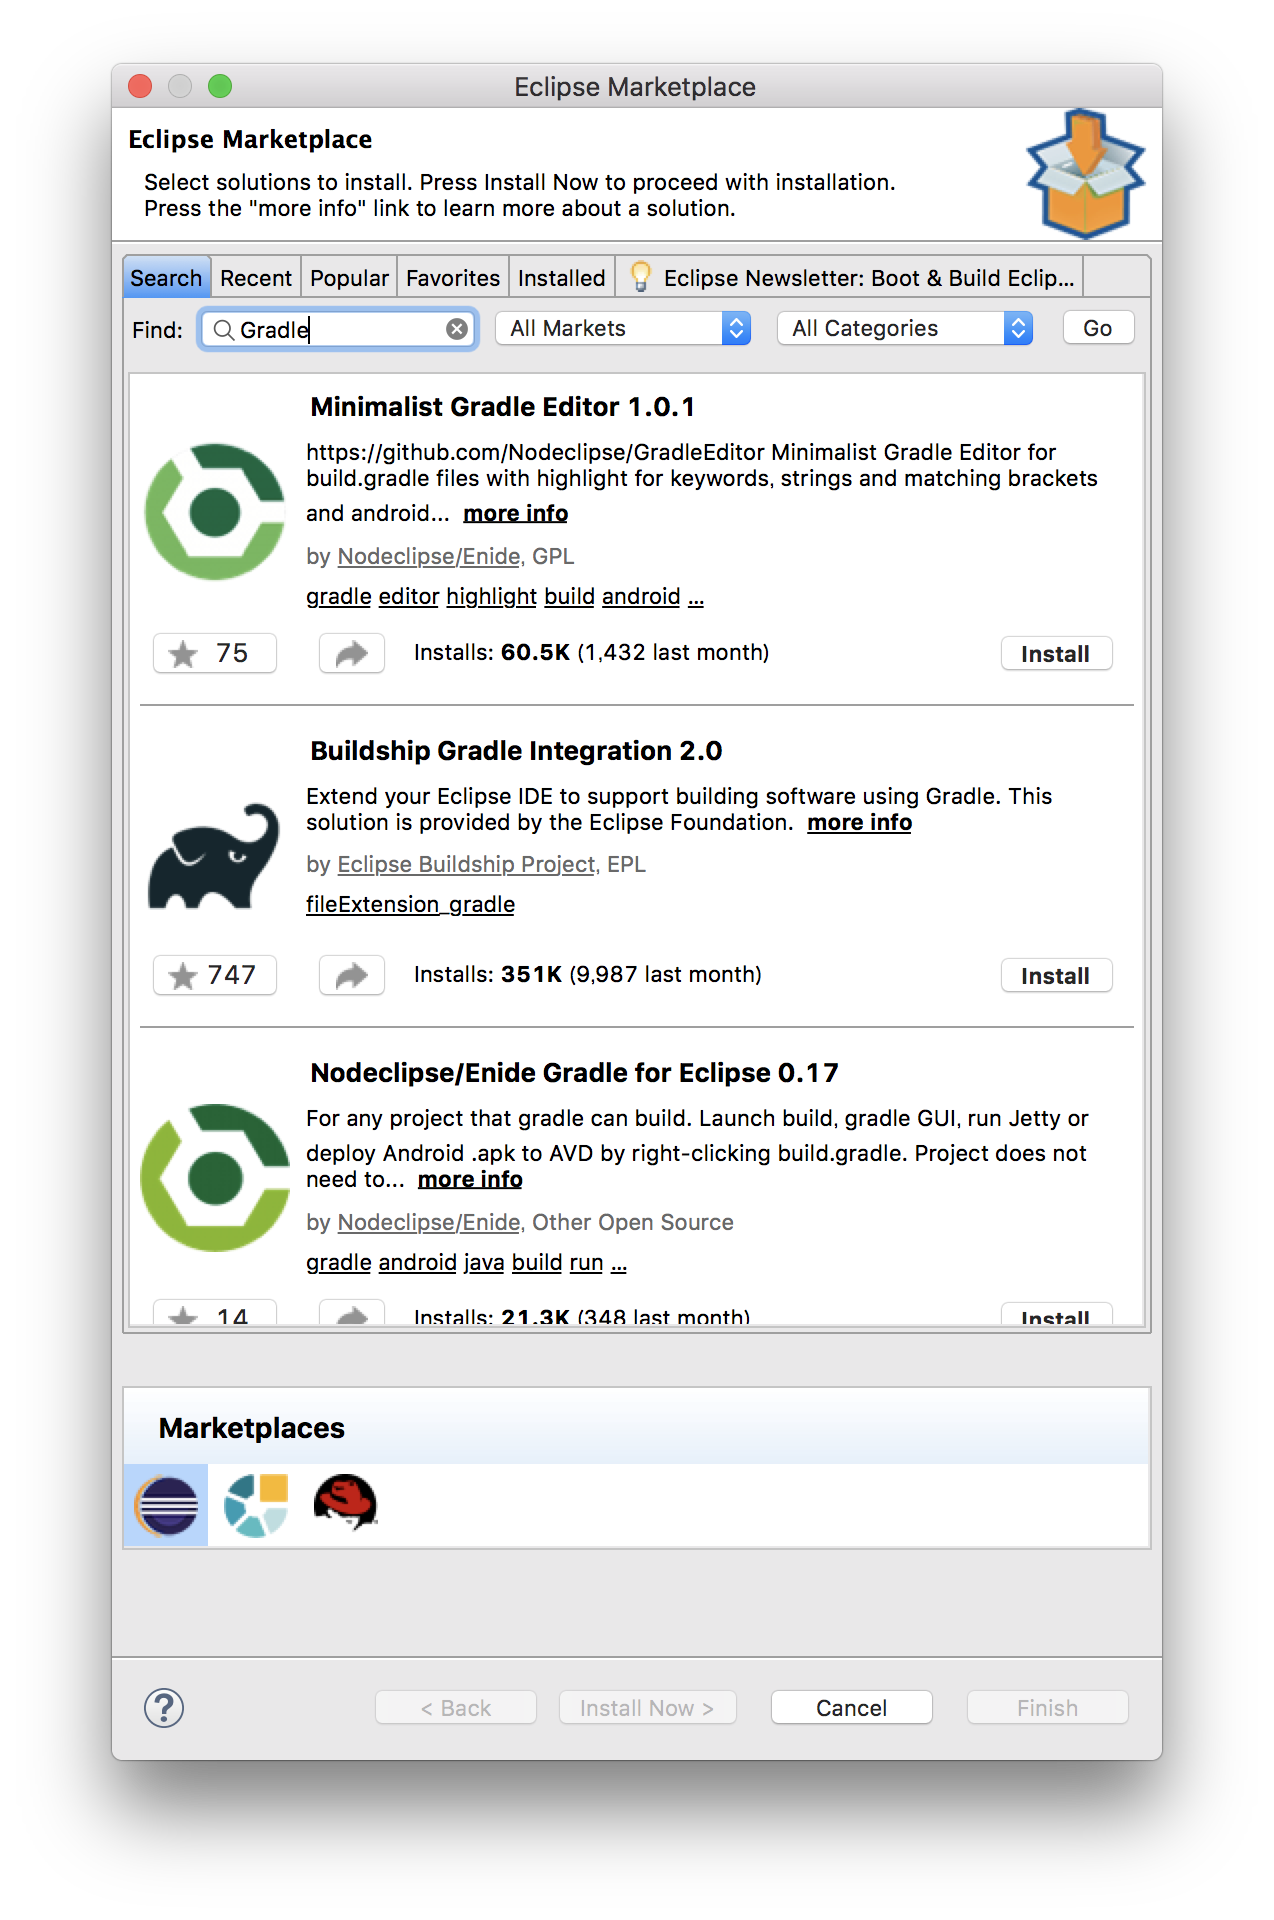 Eclipse Marketplace
Eclipse Marketplace
Select solutions to install. Press Install Now to proceed with installation.
Press the "more info" link to learn more about a solution.
Search Recent Popular Favorites Installed Eclipse Newsletter: Boot & Build Eclip...
Find: Gradle All Markets All Categories Go
Minimalist Gradle Editor 1.0.1
https://github.com/Nodeclipse/GradleEditor Minimalist Gradle Editor for
build.gradle files with highlight for keywords, strings and matching brackets
and android... more info
by Nodeclipse/Enide, GPL
gradle editor highlight build android ...
75 Installs: 60.5K (1,432 last month) Install
Buildship Gradle Integration 2.0
Extend your Eclipse IDE to support building software using Gradle. This
solution is provided by the Eclipse Foundation. more info
by Eclipse Buildship Project, EPL
fileExtension_gradle
747 Installs: 351K (9,987 last month) Install
Nodeclipse/Enide Gradle for Eclipse 0.17
For any project that gradle can build. Launch build, gradle GUI, run Jetty or
deploy Android .apk to AVD by right-clicking build.gradle. Project does not
need to... more info
by Nodeclipse/Enide, Other Open Source
gradle android java build run ...
14 Installs: 21.3K (348 last month) Install
Marketplaces
? < Back Install Now > Cancel Finish